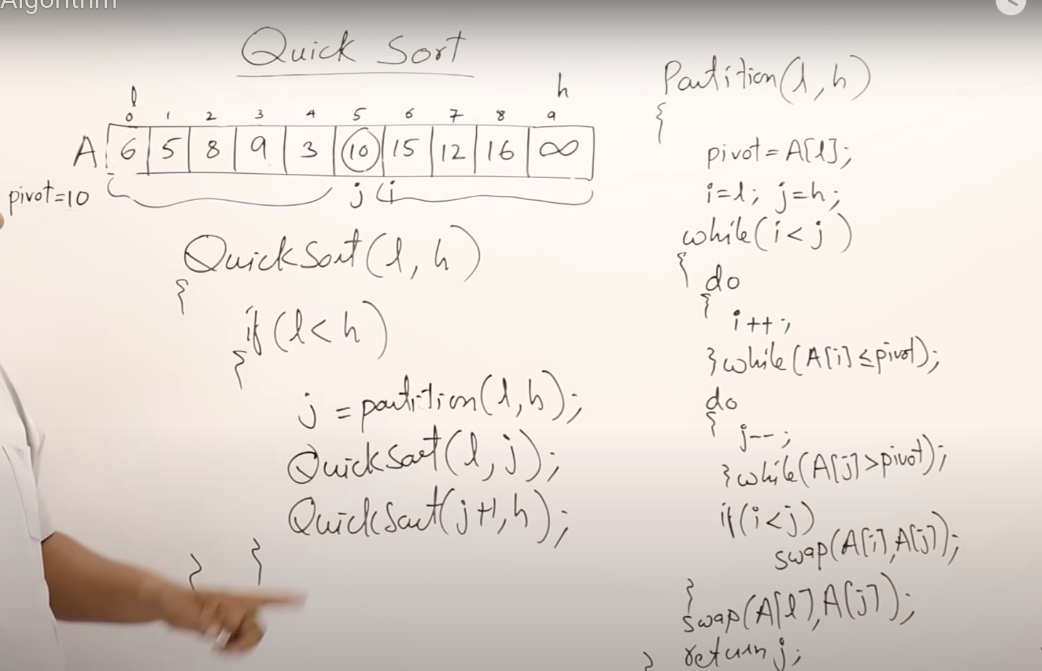 Algorithm
Quick Sort
l h
0 1 2 3 4 5 6 7 8 9
A 6 5 8 9 3 10 15 12 16 ∞
pivot=10 j i
QuickSort(l, h)
{
if(l<h)
{
j = partition(l,h);
QuickSort(l, j);
QuickSort(j+1,h);
}
}
Partition(l,h)
{
pivot=A[l];
i=l; j=h;
while(i<j)
{ do
{
i++;
}while(A[i]≤pivot);
do
{
j--;
}while(A[j]>pivot);
if(i<j)
swap(A[i],A[j]);
}
swap(A[l],A[j]);
} return j;